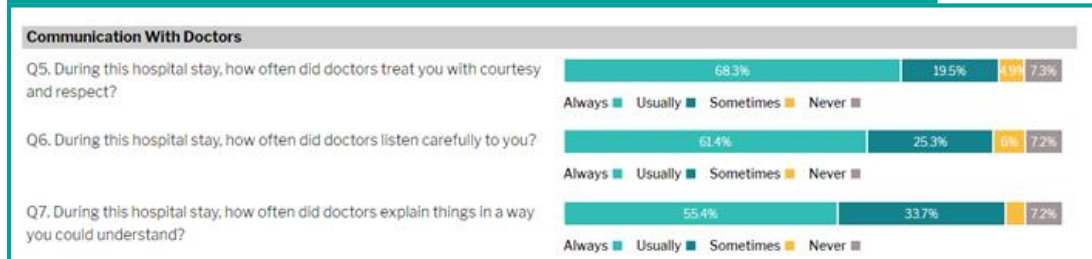 Communication With Doctors
Q5. During this hospital stay, how often did doctors treat you with courtesy
and respect?
68.3% 19.5% 4.9% 7.3%
Always Usually Sometimes Never
Q6. During this hospital stay, how often did doctors listen carefully to you?
61.4% 25.3% 6% 7.2%
Always Usually Sometimes Never
Q7. During this hospital stay, how often did doctors explain things in a way
you could understand?
55.4% 33.7% 7.2%
Always Usually Sometimes Never